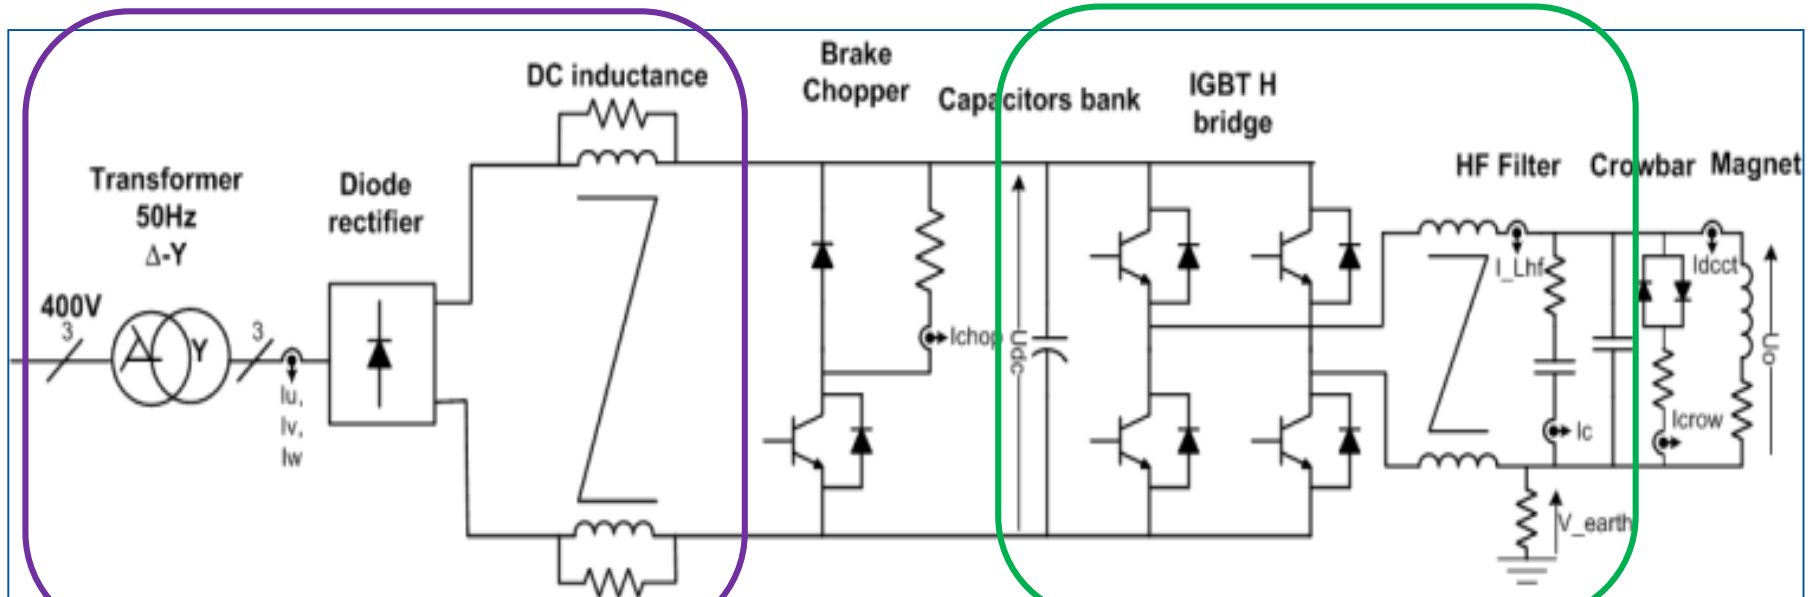 Transformer
50Hz
Δ-Y
400V
3
Y
3
Iu,
Iv,
Iw
Diode
rectifier
DC inductance
Brake
Chopper
Ichop
Capacitors bank
Udc
IGBT H
bridge
HF Filter
I_Lhf
Ic
V_earth
Crowbar
Icrow
Magnet
Idcct
Uo